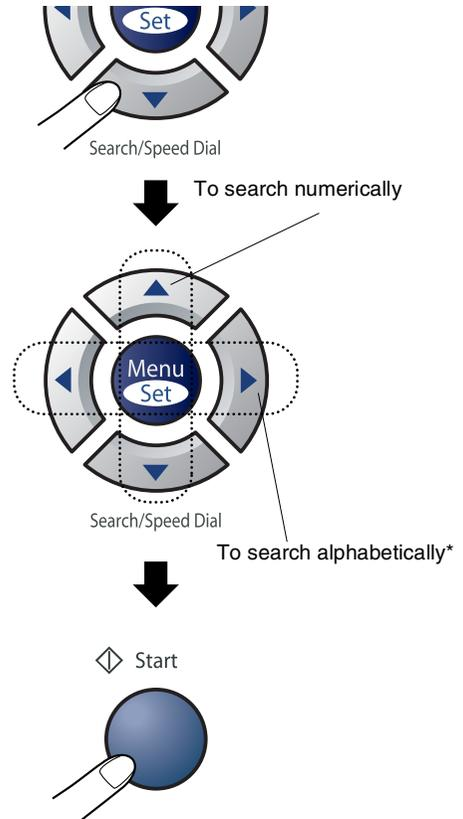 Set
Search/Speed Dial
To search numerically
Menu
Set
Search/Speed Dial
To search alphabetically*
Start